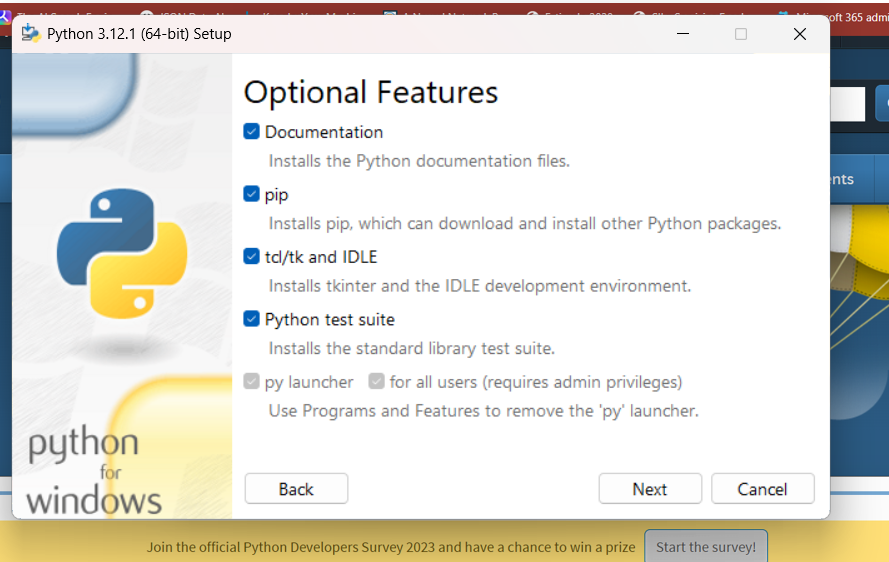 Python 3.12.1 (64-bit) Setup
Optional Features
Documentation
Installs the Python documentation files.
pip
Installs pip, which can download and install other Python packages.
tcl/tk and IDLE
Installs tkinter and the IDLE development environment.
Python test suite
Installs the standard library test suite.
py launcher for all users (requires admin privileges)
Use Programs and Features to remove the 'py' launcher.
python
for
windows
Back Next Cancel
nts
Join the official Python Developers Survey 2023 and have a chance to win a prize Start the survey!